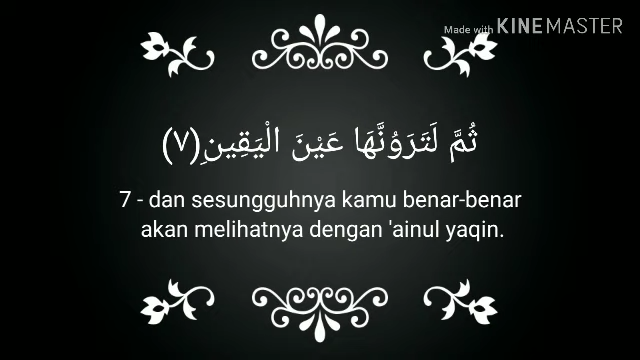 Made with KINEMASTER
ثُمَّ لَتَرَوُنَّهَا عَيْنَ الْيَقِينِ(٧)
7 - dan sesungguhnya kamu benar-benar
akan melihatnya dengan 'ainul yaqin.